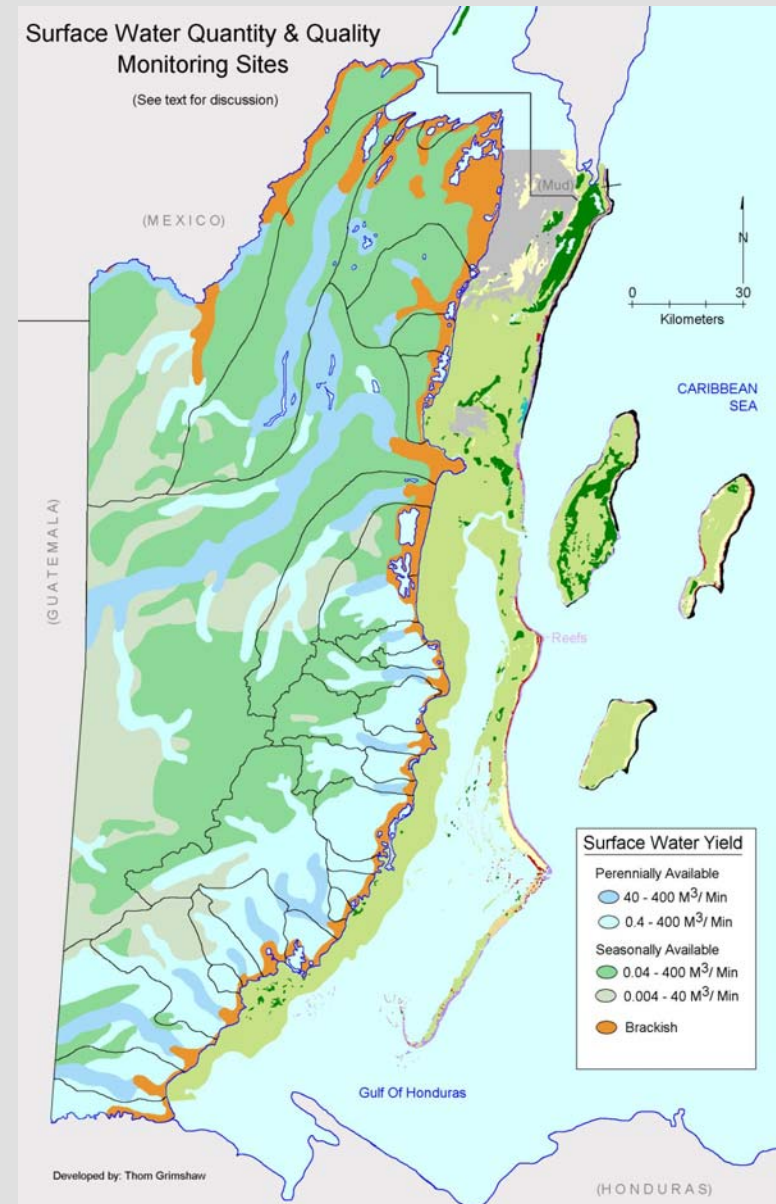 Surface Water Quantity & Quality
Monitoring Sites
(See text for discussion)
(Mud)
(MEXICO)
N
0 30
Kilometers
CARIBBEAN
SEA
(GUATEMALA)
Reefs
Surface Water Yield
Perennially Available
40 - 400 M³/ Min
0.4 - 400 M³/ Min
Seasonally Available
0.04 - 400 M³/ Min
0.004 - 40 M³/ Min
Brackish
Gulf Of Honduras
Developed by: Thom Grimshaw
(HONDURAS)